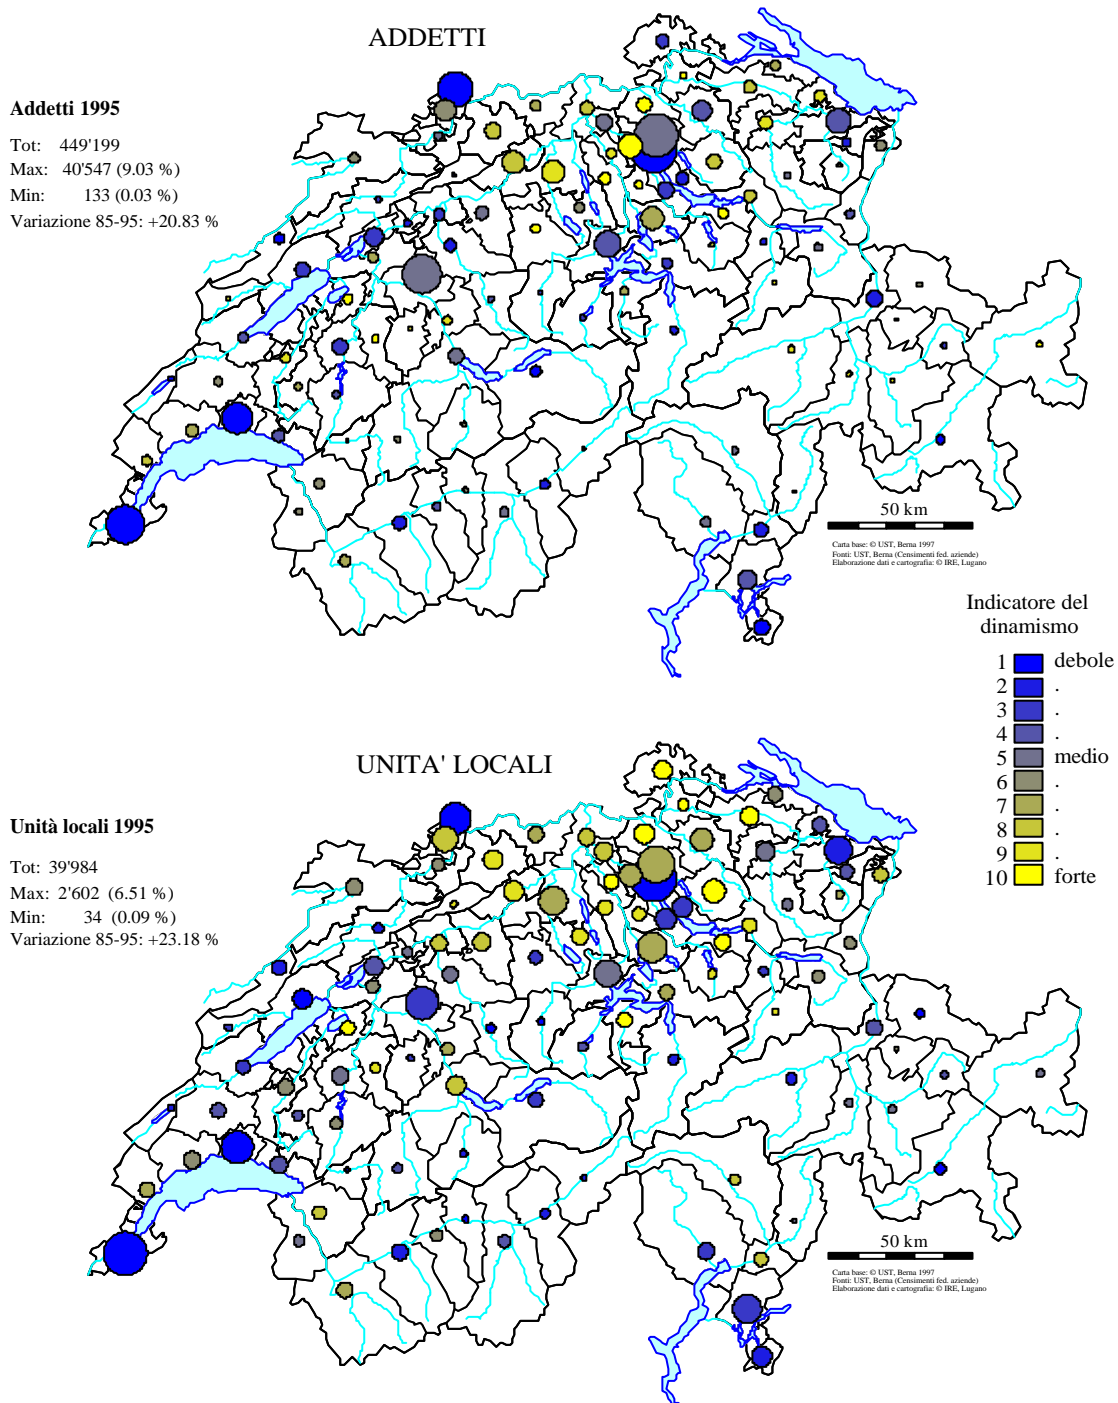 ADDETTI
Addetti 1995
Tot: 449'199
Max: 40'547 (9.03 %)
Min: 133 (0.03 %)
Variazione 85-95: +20.83 %
50 km
Carta base: © UST, Berna 1997
Fonti: UST, Berna (Censimenti fed. aziende)
Elaborazione dati e cartografia: © IRE, Lugano
Indicatore del
dinamismo
1 debole
2 .
3 .
4 .
5 medio
6 .
7 .
8 .
9 .
10 forte
UNITA' LOCALI
Unità locali 1995
Tot: 39'984
Max: 2'602 (6.51 %)
Min: 34 (0.09 %)
Variazione 85-95: +23.18 %
50 km
Carta base: © UST, Berna 1997
Fonti: UST, Berna (Censimenti fed. aziende)
Elaborazione dati e cartografia: © IRE, Lugano